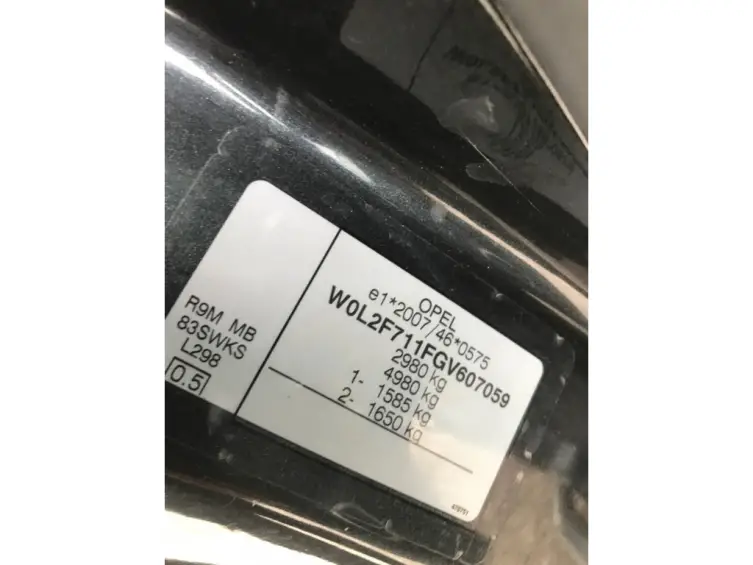 OPEL
e1*2007/46*0575
W0L2F711FGV607059
2980 kg
4980 kg
1- 1585 kg
2- 1650 kg
R9M MB
83SWKS
L298
0.5